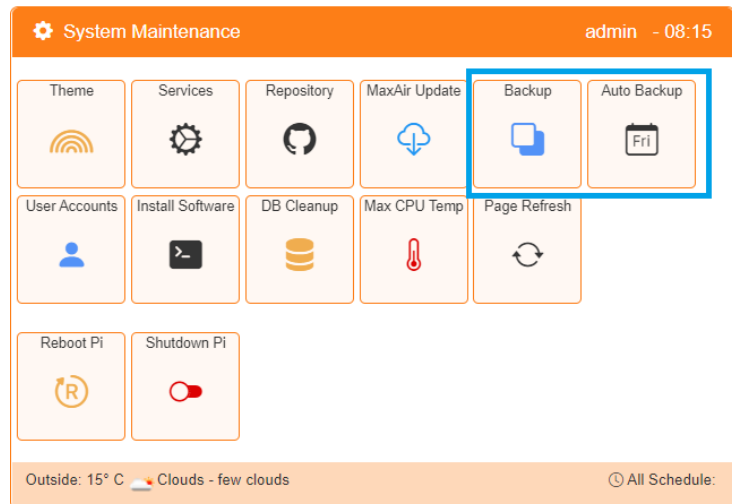 System Maintenance admin - 08:15
Theme Services Repository MaxAir Update Backup Auto Backup
Fri
User Accounts Install Software DB Cleanup Max CPU Temp Page Refresh
>_
Reboot Pi Shutdown Pi
R
Outside: 15° C Clouds - few clouds All Schedule: